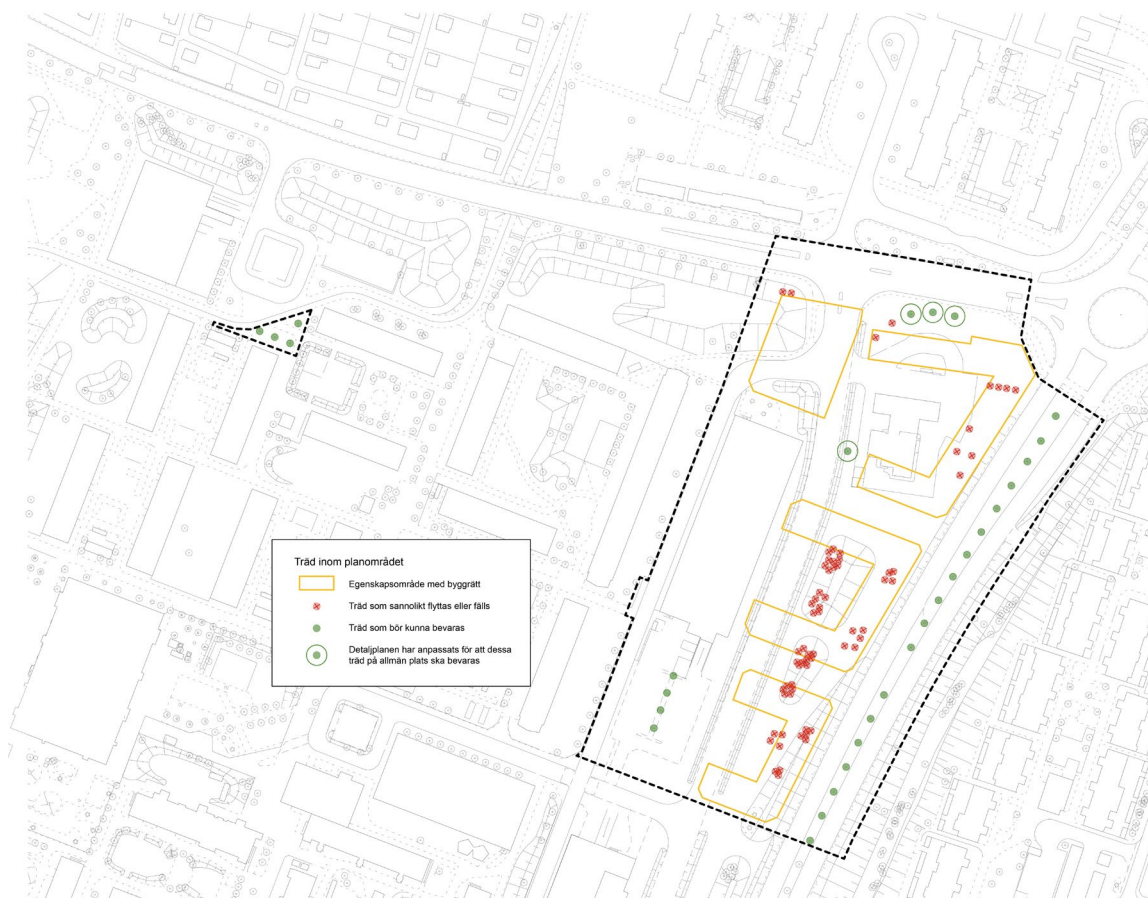 Träd inom planområdet
Egenskapsområde med byggrätt
Träd som sannolikt flyttas eller fälls
Träd som bör kunna bevaras
Detaljplanen har anpassats för att dessa
träd på allmän plats ska bevaras